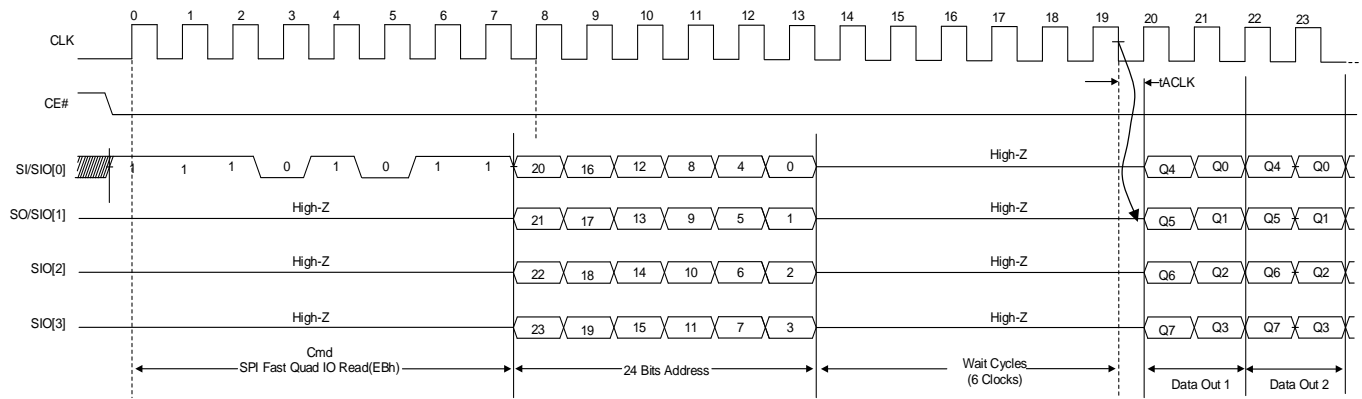 0 1 2 3 4 5 6 7 8 9 10 11 12 13 14 15 16 17 18 19 20 21 22 23
CLK
tACLK
CE#
SI/SIO[0] 1 1 1 0 1 0 1 1 20 16 12 8 4 0 High-Z Q4 Q0 Q4 Q0
SO/SIO[1] High-Z 21 17 13 9 5 1 High-Z Q5 Q1 Q5 Q1
SIO[2] High-Z 22 18 14 10 6 2 High-Z Q6 Q2 Q6 Q2
SIO[3] High-Z 23 19 15 11 7 3 High-Z Q7 Q3 Q7 Q3
Cmd
SPI Fast Quad IO Read(EBh)
24 Bits Address
Wait Cycles
(6 Clocks)
Data Out 1
Data Out 2